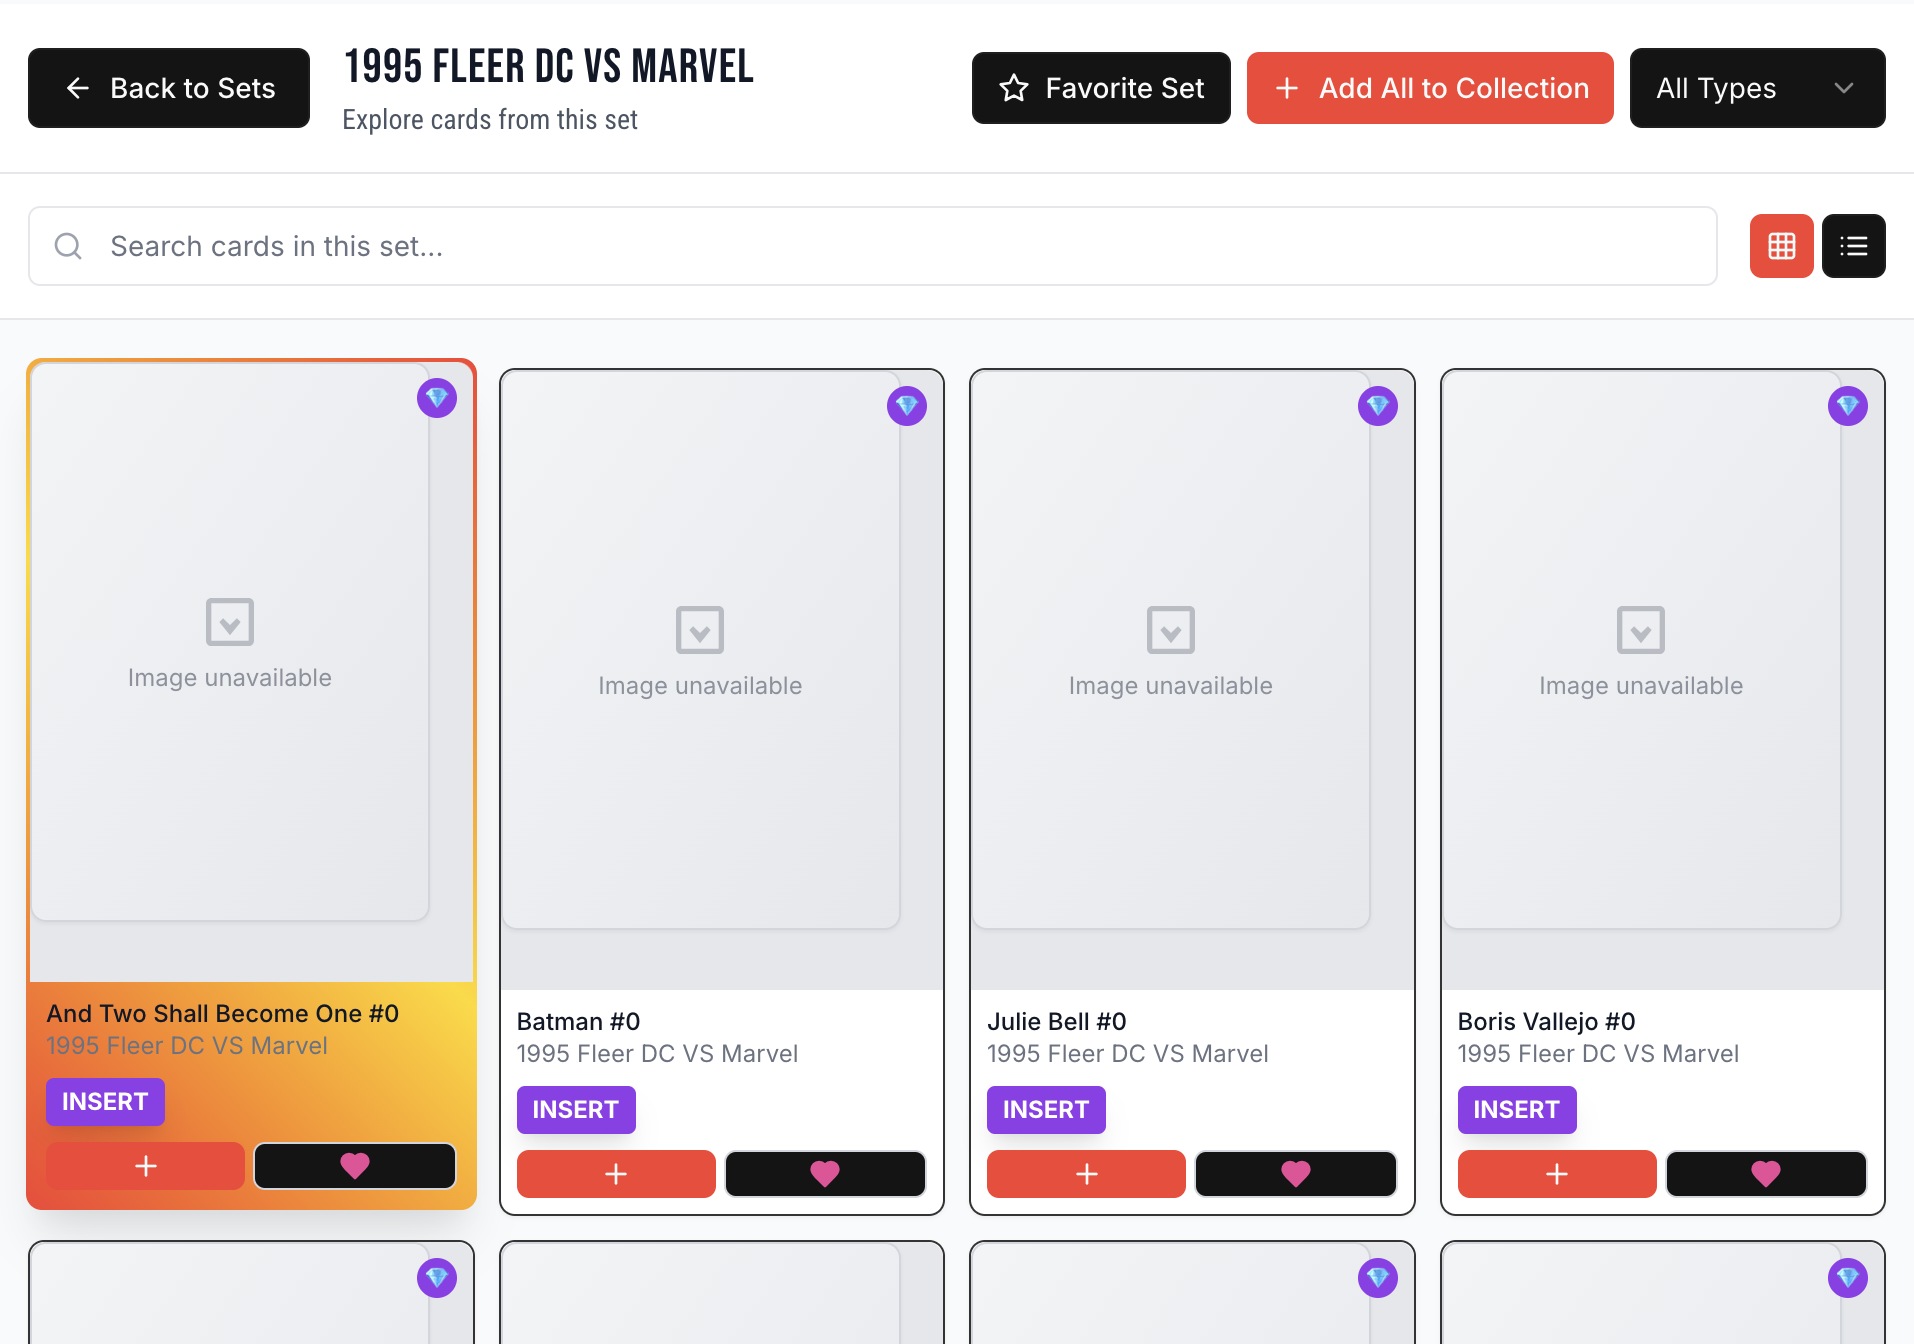 Back to Sets
1995 FLEER DC VS MARVEL
Explore cards from this set
Favorite Set
Add All to Collection
All Types
Search cards in this set...
Image unavailable
Image unavailable
Image unavailable
Image unavailable
And Two Shall Become One #0
1995 Fleer DC VS Marvel
INSERT
Batman #0
1995 Fleer DC VS Marvel
INSERT
Julie Bell #0
1995 Fleer DC VS Marvel
INSERT
Boris Vallejo #0
1995 Fleer DC VS Marvel
INSERT